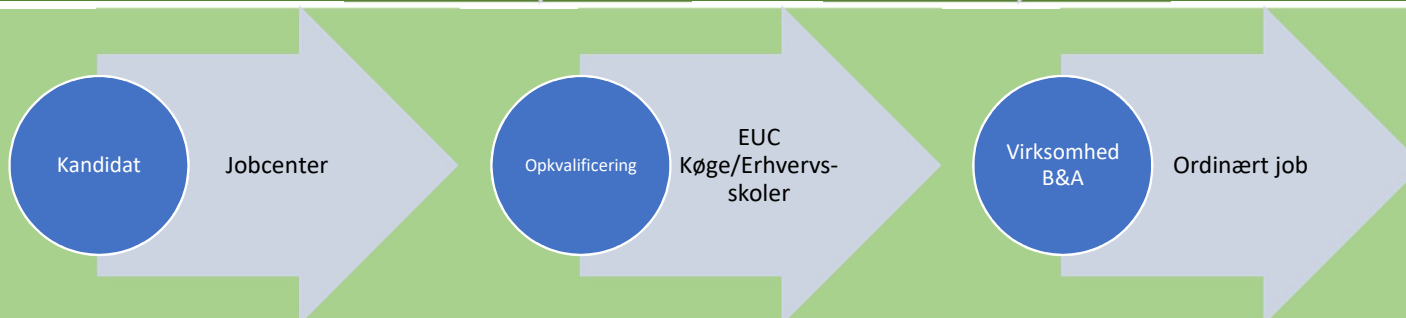 Kandidat
Jobcenter
Opkvalificering
EUC
Køge/Erhvervs-
skoler
Virksomhed
B&A
Ordinært job